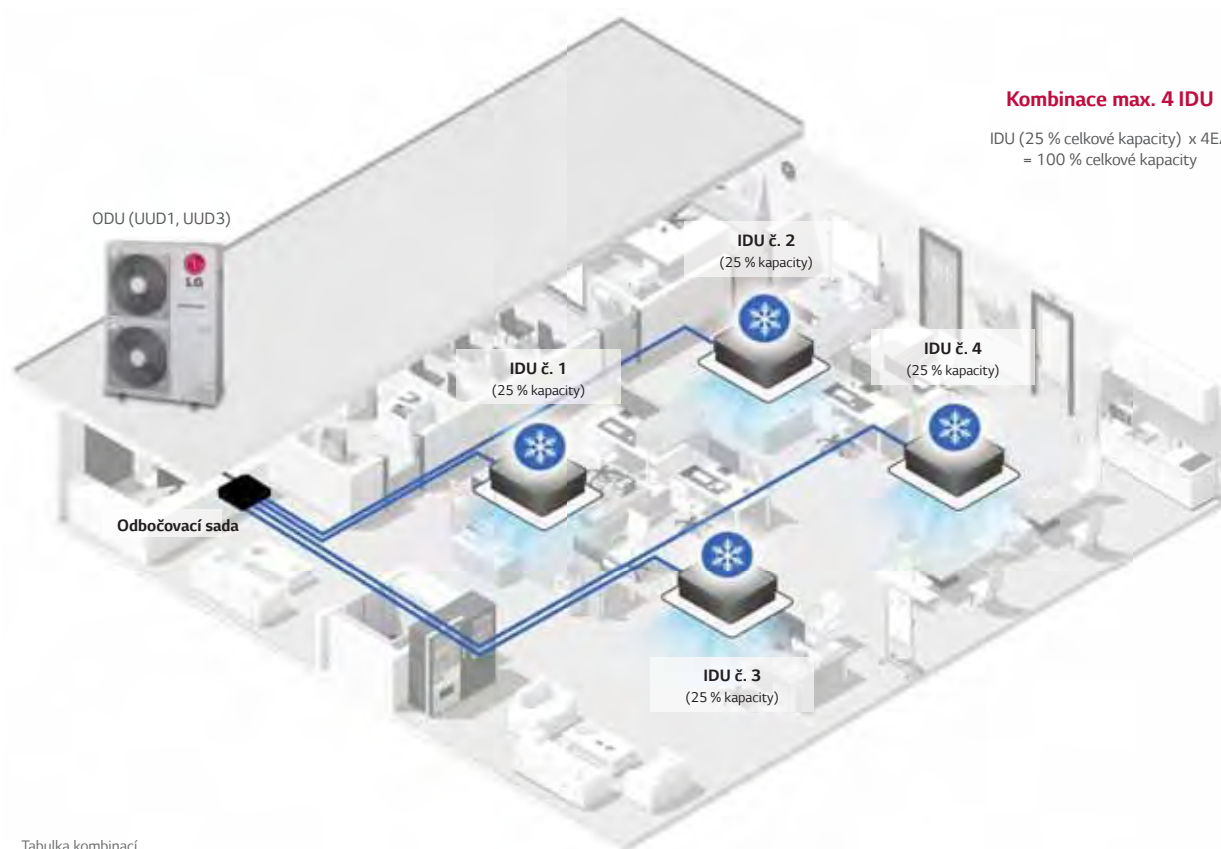 Kombinace max. 4 IDU
IDU (25 % celkové kapacity) x 4EA
= 100 % celkové kapacity
ODU (UUD1, UUD3)
LG
IDU č. 2
(25 % kapacity)
IDU č. 4
(25 % kapacity)
IDU č. 1
(25 % kapacity)
Odbočovací sada
IDU č. 3
(25 % kapacity)
Tabulka kombinací